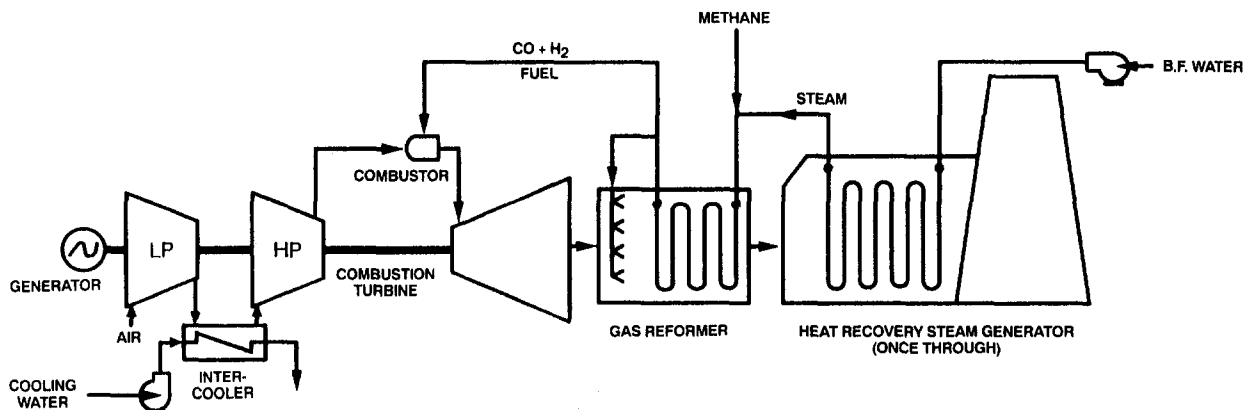 METHANE
CO + H2
FUEL
STEAM
B.F. WATER
COMBUSTOR
LP
HP
GENERATOR
COMBUSTION
TURBINE
AIR
GAS REFORMER
HEAT RECOVERY STEAM GENERATOR
(ONCE THROUGH)
INTER-
COOLER
COOLING
WATER